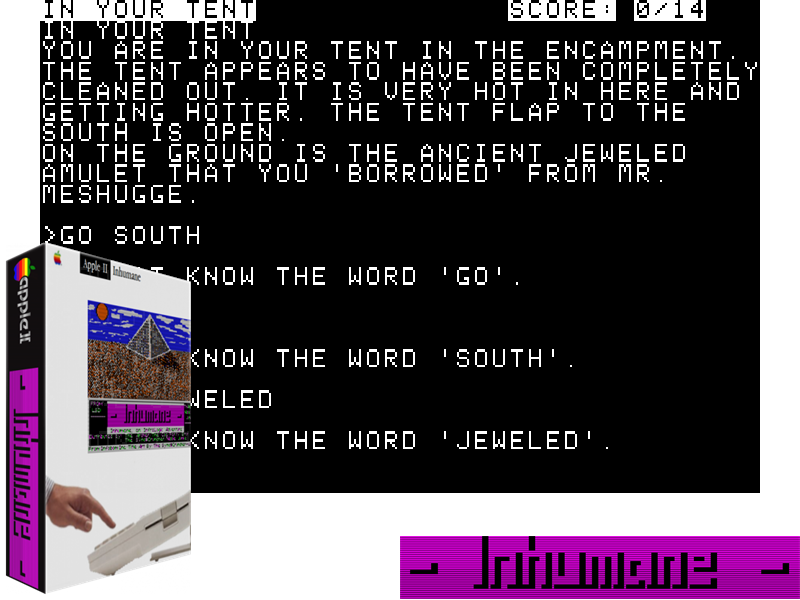 IN YOUR TENT SCORE: 0/14
IN YOUR TENT
YOU ARE IN YOUR TENT IN THE ENCAMPMENT.
THE TENT APPEARS TO HAVE BEEN COMPLETELY
CLEANED OUT. IT IS VERY HOT IN HERE AND
GETTING HOTTER. THE TENT FLAP TO THE
SOUTH IS OPEN.
ON THE GROUND IS THE ANCIENT JEWELED
AMULET THAT YOU 'BORROWED' FROM MR.
MESHUGGE.
>GO SOUTH
KNOW THE WORD 'GO'.
KNOW THE WORD 'SOUTH'.
WELED
KNOW THE WORD 'JEWELED'.
Apple II Inhumane
apple II
Inhumane
Inhumane
- Inhumane -